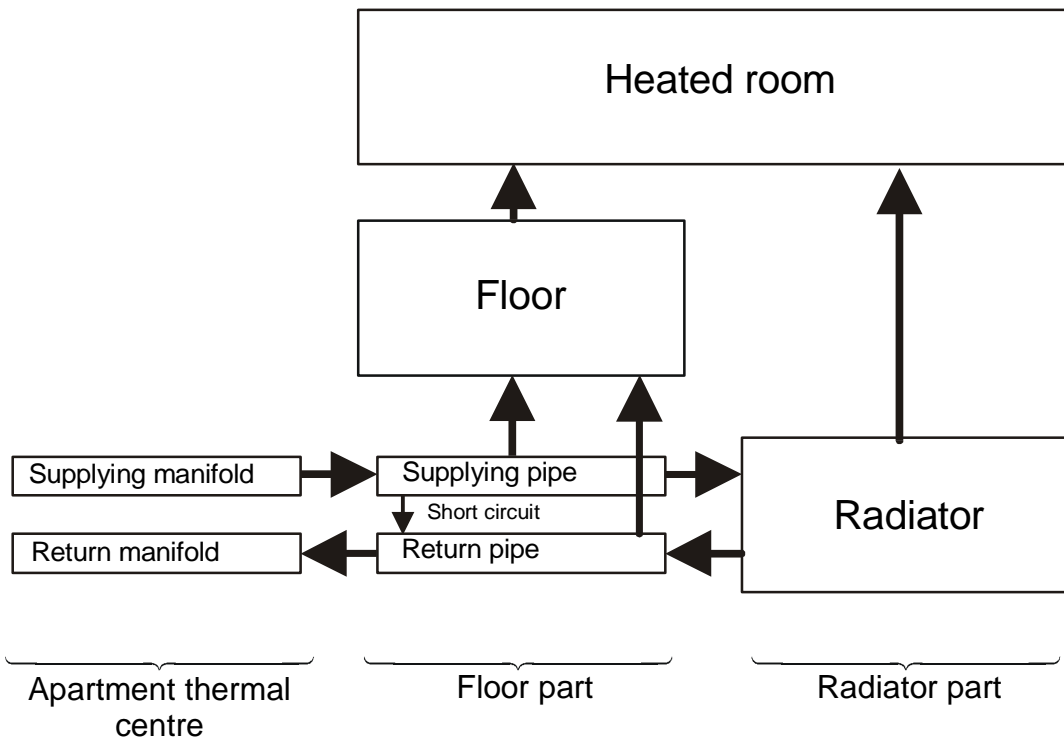 Heated room
Floor
Supplying manifold
Supplying pipe
Short circuit
Radiator
Return manifold
Return pipe
Apartment thermal
centre
Floor part
Radiator part